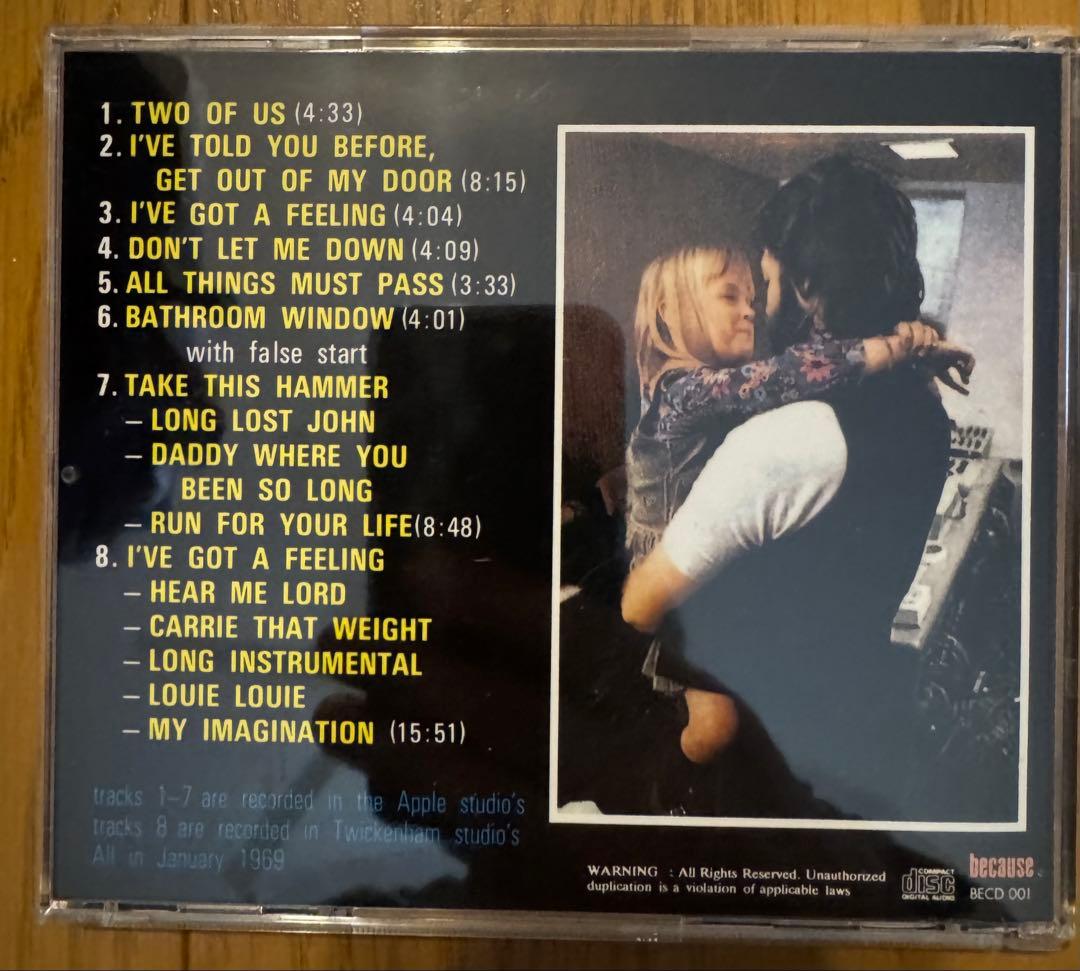 1. TWO OF US (4:33)
2. I'VE TOLD YOU BEFORE,
GET OUT OF MY DOOR (8:15)
3. I'VE GOT A FEELING (4:04)
4. DON'T LET ME DOWN (4:09)
5. ALL THINGS MUST PASS (3:33)
6. BATHROOM WINDOW (4:01)
with false start
7. TAKE THIS HAMMER
– LONG LOST JOHN
– DADDY WHERE YOU
BEEN SO LONG
– RUN FOR YOUR LIFE (8:48)
8. I'VE GOT A FEELING
– HEAR ME LORD
– CARRIE THAT WEIGHT
– LONG INSTRUMENTAL
– LOUIE LOUIE
– MY IMAGINATION (15:51)
tracks 1–7 are recorded in the Apple studio's
tracks 8 are recorded in Twickenham studio's
All in January 1969
WARNING : All Rights Reserved. Unauthorized
duplication is a violation of applicable laws
COMPACT
disc
DIGITAL AUDIO
because
BECD 001